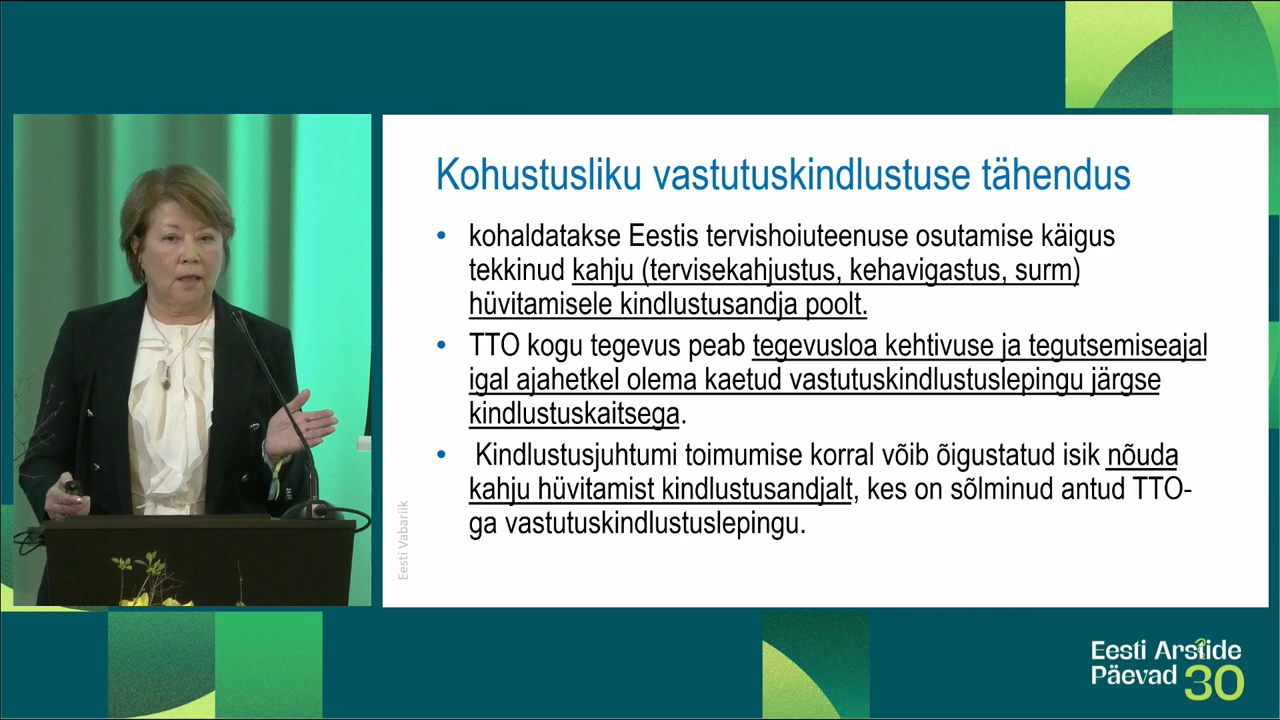 Kohustusliku vastutuskindlustuse tähendus
• kohaldatakse Eestis tervishoiuteenuse osutamise käigus
tekkinud kahju (tervisekahjustus, kehavigastus, surm)
hüvitamisele kindlustusandja poolt.
• TTO kogu tegevus peab tegevusloa kehtivuse ja tegutsemiseajal
igal ajahetkel olema kaetud vastutuskindlustuslepingu järgse
kindlustuskaitsega.
• Kindlustusjuhtumi toimumise korral võib õigustatud isik nõuda
kahju hüvitamist kindlustusandjalt, kes on sõlminud antud TTO-
ga vastutuskindlustuslepingu.
Eesti Vabariik
Eesti Arstide
Päevad 30